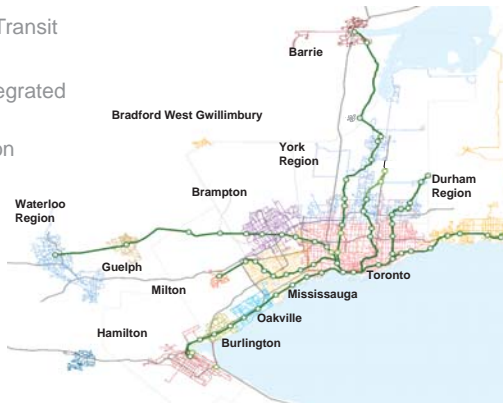 Transit
egrated
on
Barrie
Bradford West Gwillimbury
York
Region
Durham
Region
Brampton
Waterloo
Region
Guelph
Milton
Toronto
Mississauga
Oakville
Hamilton
Burlington